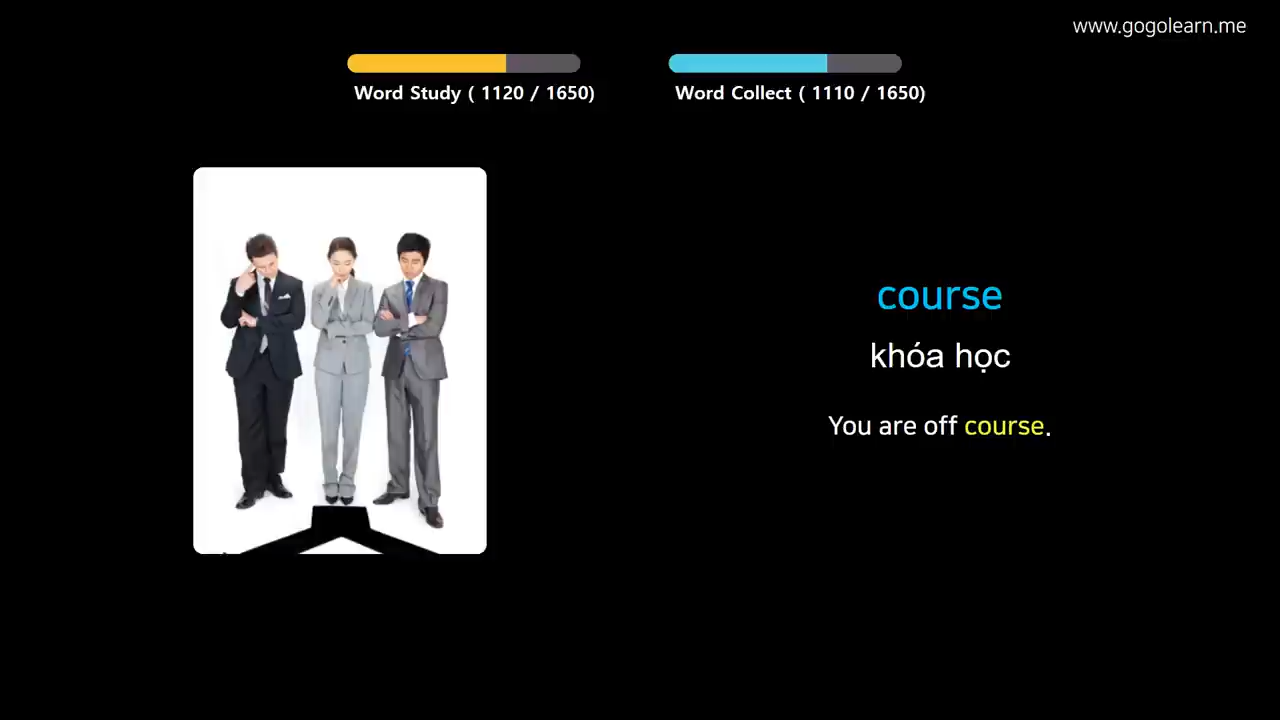 www.gogolearn.me
Word Study ( 1120 / 1650)
Word Collect ( 1110 / 1650)
course
khóa học
You are off course.